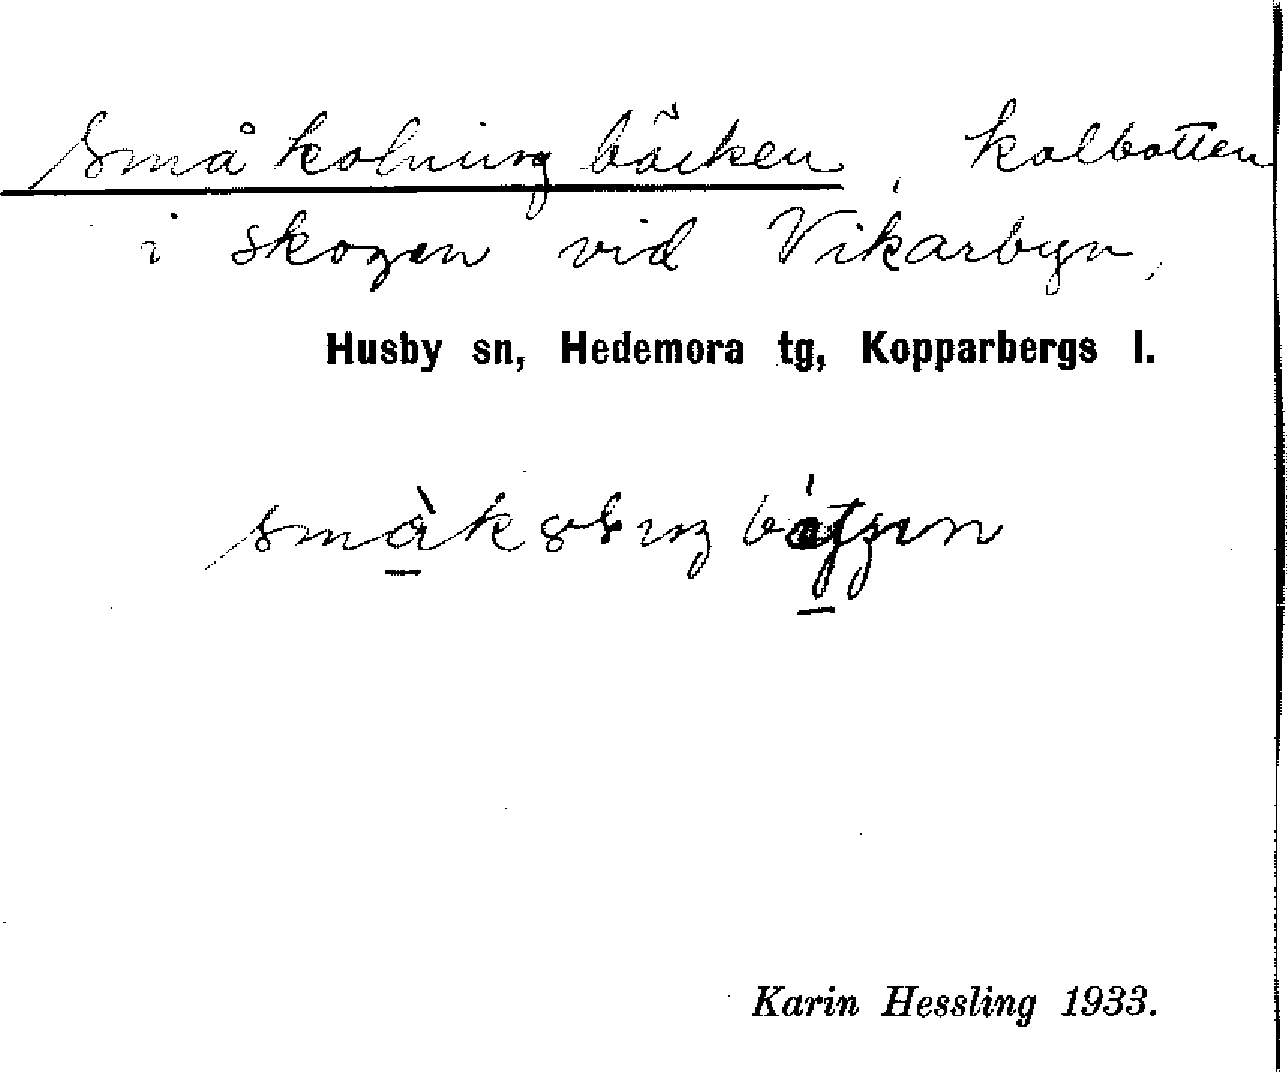 Småkolningbäcken, kolbotten
i skogen vid Vikarbyn,
Husby sn, Hedemora tg, Kopparbergs l.
Karin Hessling 1933.